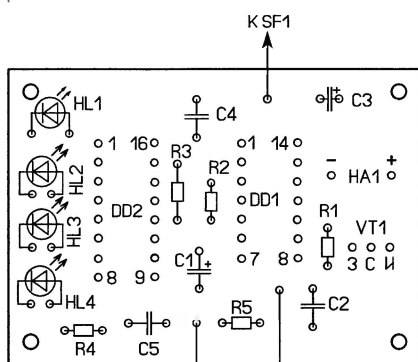 KSF1
C3
HL1
C4
1 16
R3
R2
1 14
HL2
- +
HA1
HL3
DD2
DD1
R1
VT1
C1 +
З С И
8 9
7 8
HL4
C2
R4
C5
R5